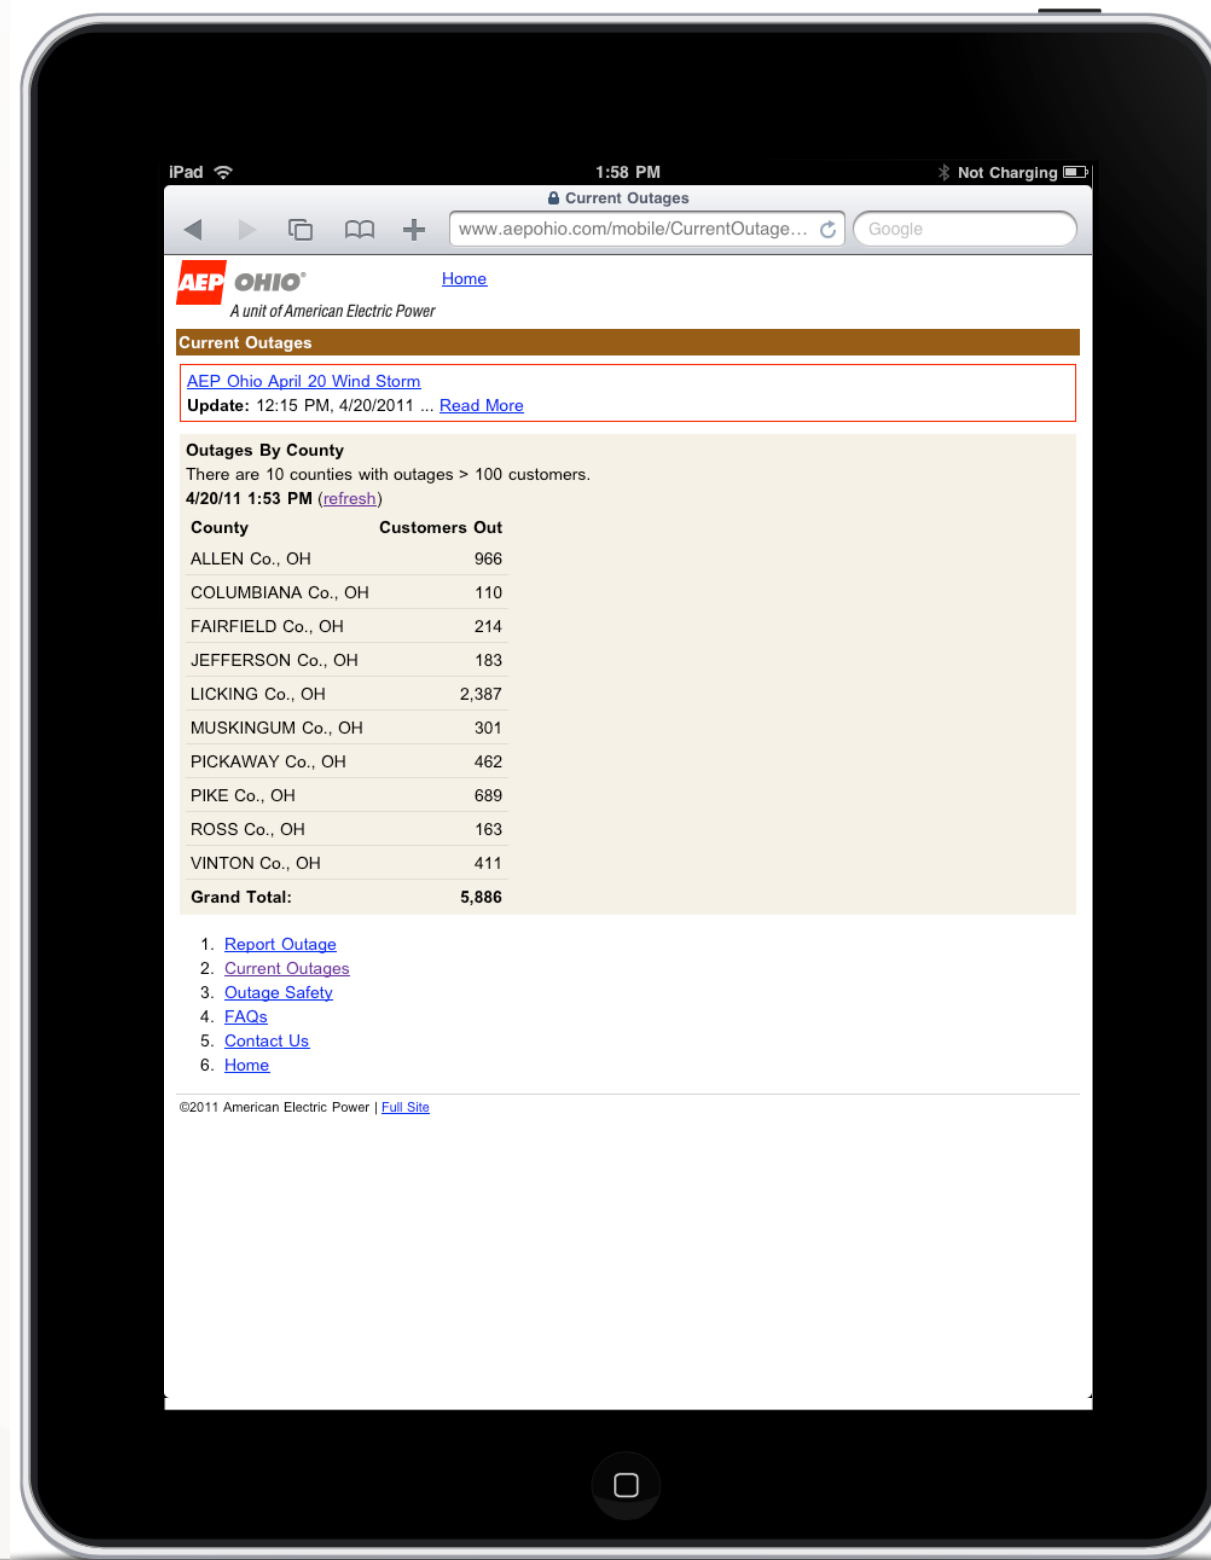 iPad 1:58 PM Not Charging
Current Outages
www.aepohio.com/mobile/CurrentOutage... Google
AEP OHIO® Home
A unit of American Electric Power
Current Outages
AEP Ohio April 20 Wind Storm
Update: 12:15 PM, 4/20/2011 ... Read More
Outages By County
There are 10 counties with outages > 100 customers.
4/20/11 1:53 PM (refresh)
County Customers Out
ALLEN Co., OH 966
COLUMBIANA Co., OH 110
FAIRFIELD Co., OH 214
JEFFERSON Co., OH 183
LICKING Co., OH 2,387
MUSKINGUM Co., OH 301
PICKAWAY Co., OH 462
PIKE Co., OH 689
ROSS Co., OH 163
VINTON Co., OH 411
Grand Total: 5,886
1. Report Outage
2. Current Outages
3. Outage Safety
4. FAQs
5. Contact Us
6. Home
©2011 American Electric Power | Full Site